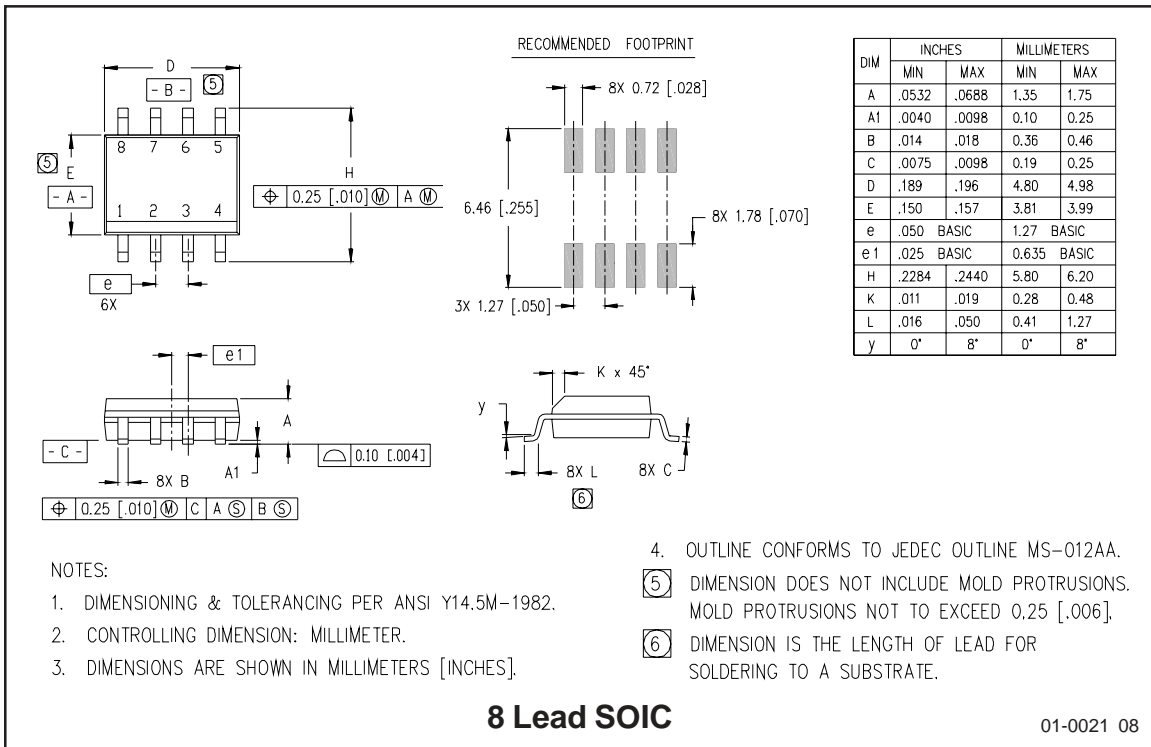 D
- B -
5
8 7 6 5
5
E
- A -
H
⌖ 0.25 [.010] Ⓜ A Ⓜ
1 2 3 4
e
6X
RECOMMENDED FOOTPRINT
8X 0.72 [.028]
6.46 [.255]
8X 1.78 [.070]
3X 1.27 [.050]
DIM INCHES MILLIMETERS
MIN MAX MIN MAX
A .0532 .0688 1.35 1.75
A1 .0040 .0098 0.10 0.25
B .014 .018 0.36 0.46
C .0075 .0098 0.19 0.25
D .189 .196 4.80 4.98
E .150 .157 3.81 3.99
e .050 BASIC 1.27 BASIC
e1 .025 BASIC 0.635 BASIC
H .2284 .2440 5.80 6.20
K .011 .019 0.28 0.48
L .016 .050 0.41 1.27
y 0° 8° 0° 8°
e1
A
- C -
8X B
A1
⌓ 0.10 [.004]
⌖ 0.25 [.010] Ⓜ C A Ⓢ B Ⓢ
K x 45°
y
8X L
8X C
6
NOTES:
1. DIMENSIONING & TOLERANCING PER ANSI Y14.5M-1982.
2. CONTROLLING DIMENSION: MILLIMETER.
3. DIMENSIONS ARE SHOWN IN MILLIMETERS [INCHES].
4. OUTLINE CONFORMS TO JEDEC OUTLINE MS-012AA.
5 DIMENSION DOES NOT INCLUDE MOLD PROTRUSIONS.
MOLD PROTRUSIONS NOT TO EXCEED 0.25 [.006].
6 DIMENSION IS THE LENGTH OF LEAD FOR
SOLDERING TO A SUBSTRATE.
8 Lead SOIC
01-0021 08